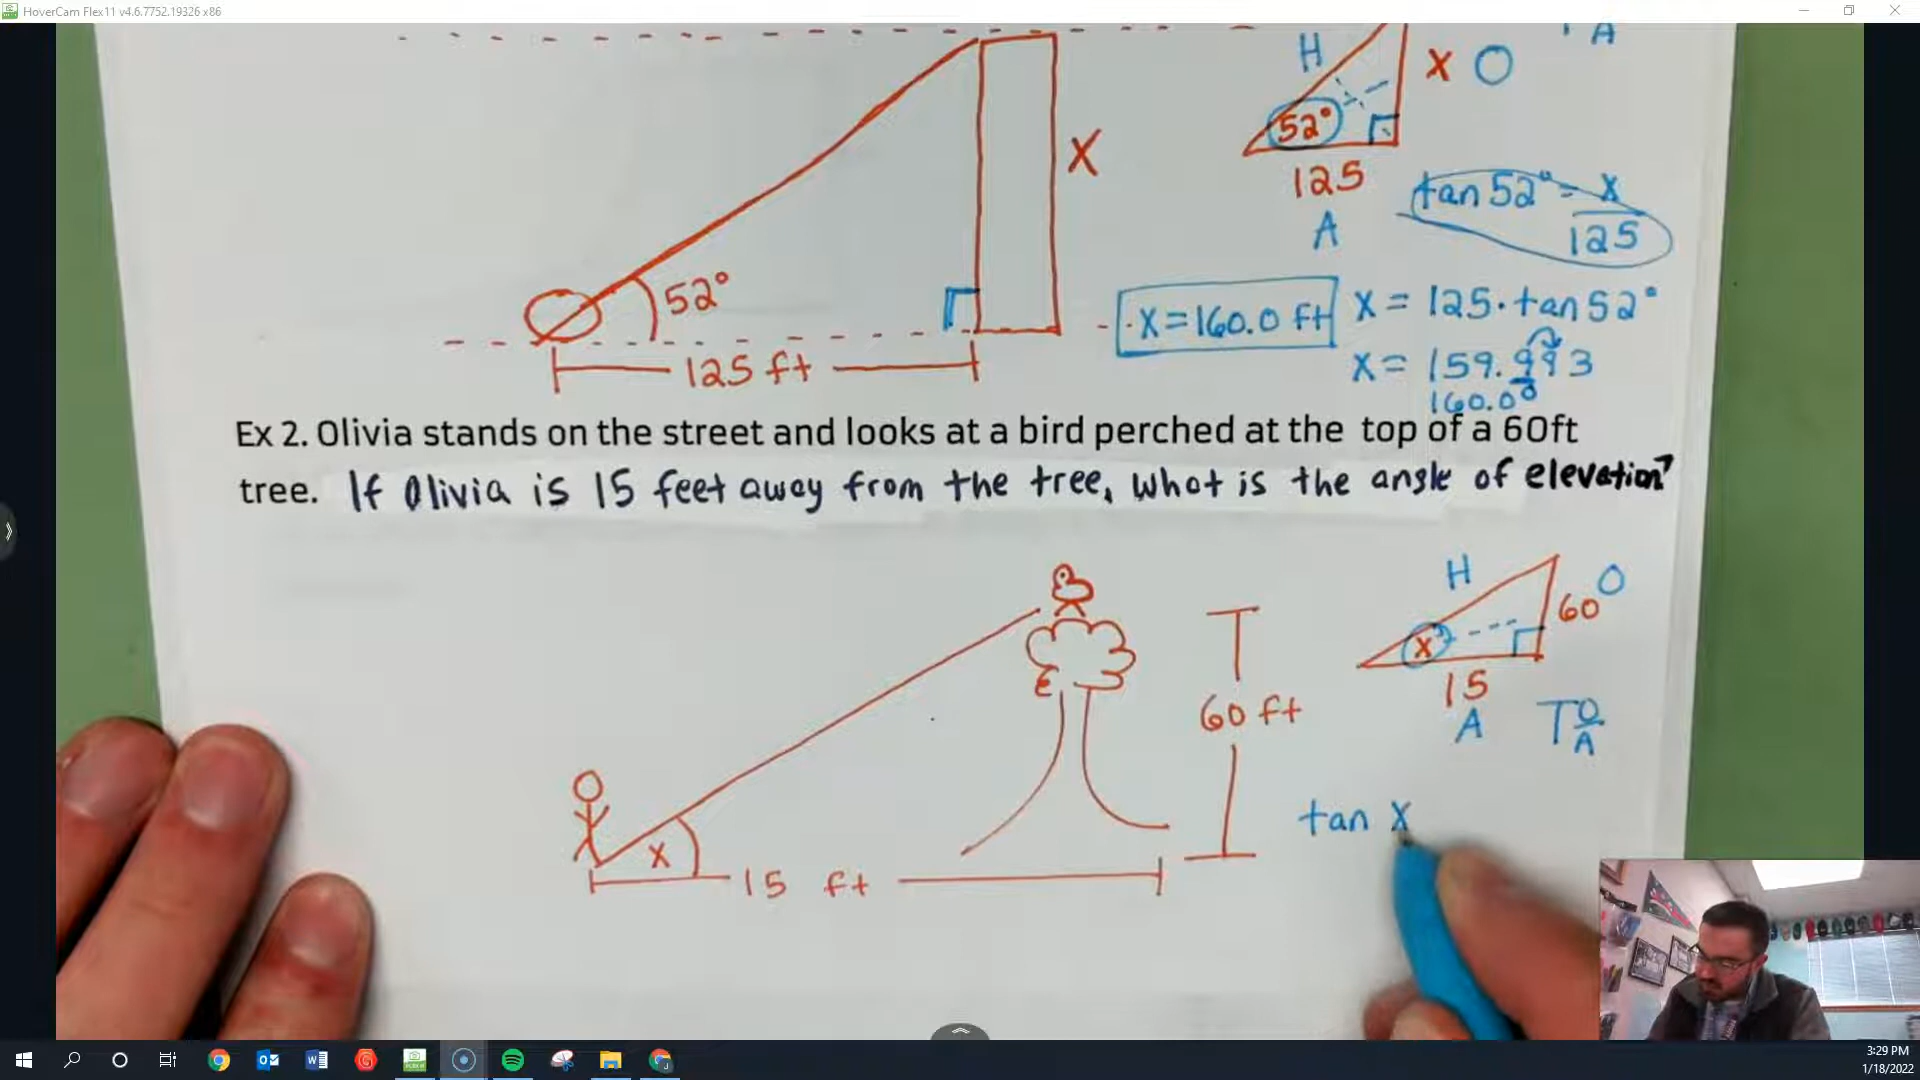 HoverCam Flex11 v4.6.7752.19326 x86
H
X O
A
52°
125
A
X
52°
125 ft
tan 52° = X
125
X = 125 · tan 52°
X = 160.0 ft
X = 159.993
160.0
Ex 2. Olivia stands on the street and looks at a bird perched at the top of a 60ft
tree. If Olivia is 15 feet away from the tree, What is the angle of elevation?
H
60 O
X
15
A
T O
A
60 ft
X
15 ft
tan X
3:29 PM
1/18/2022